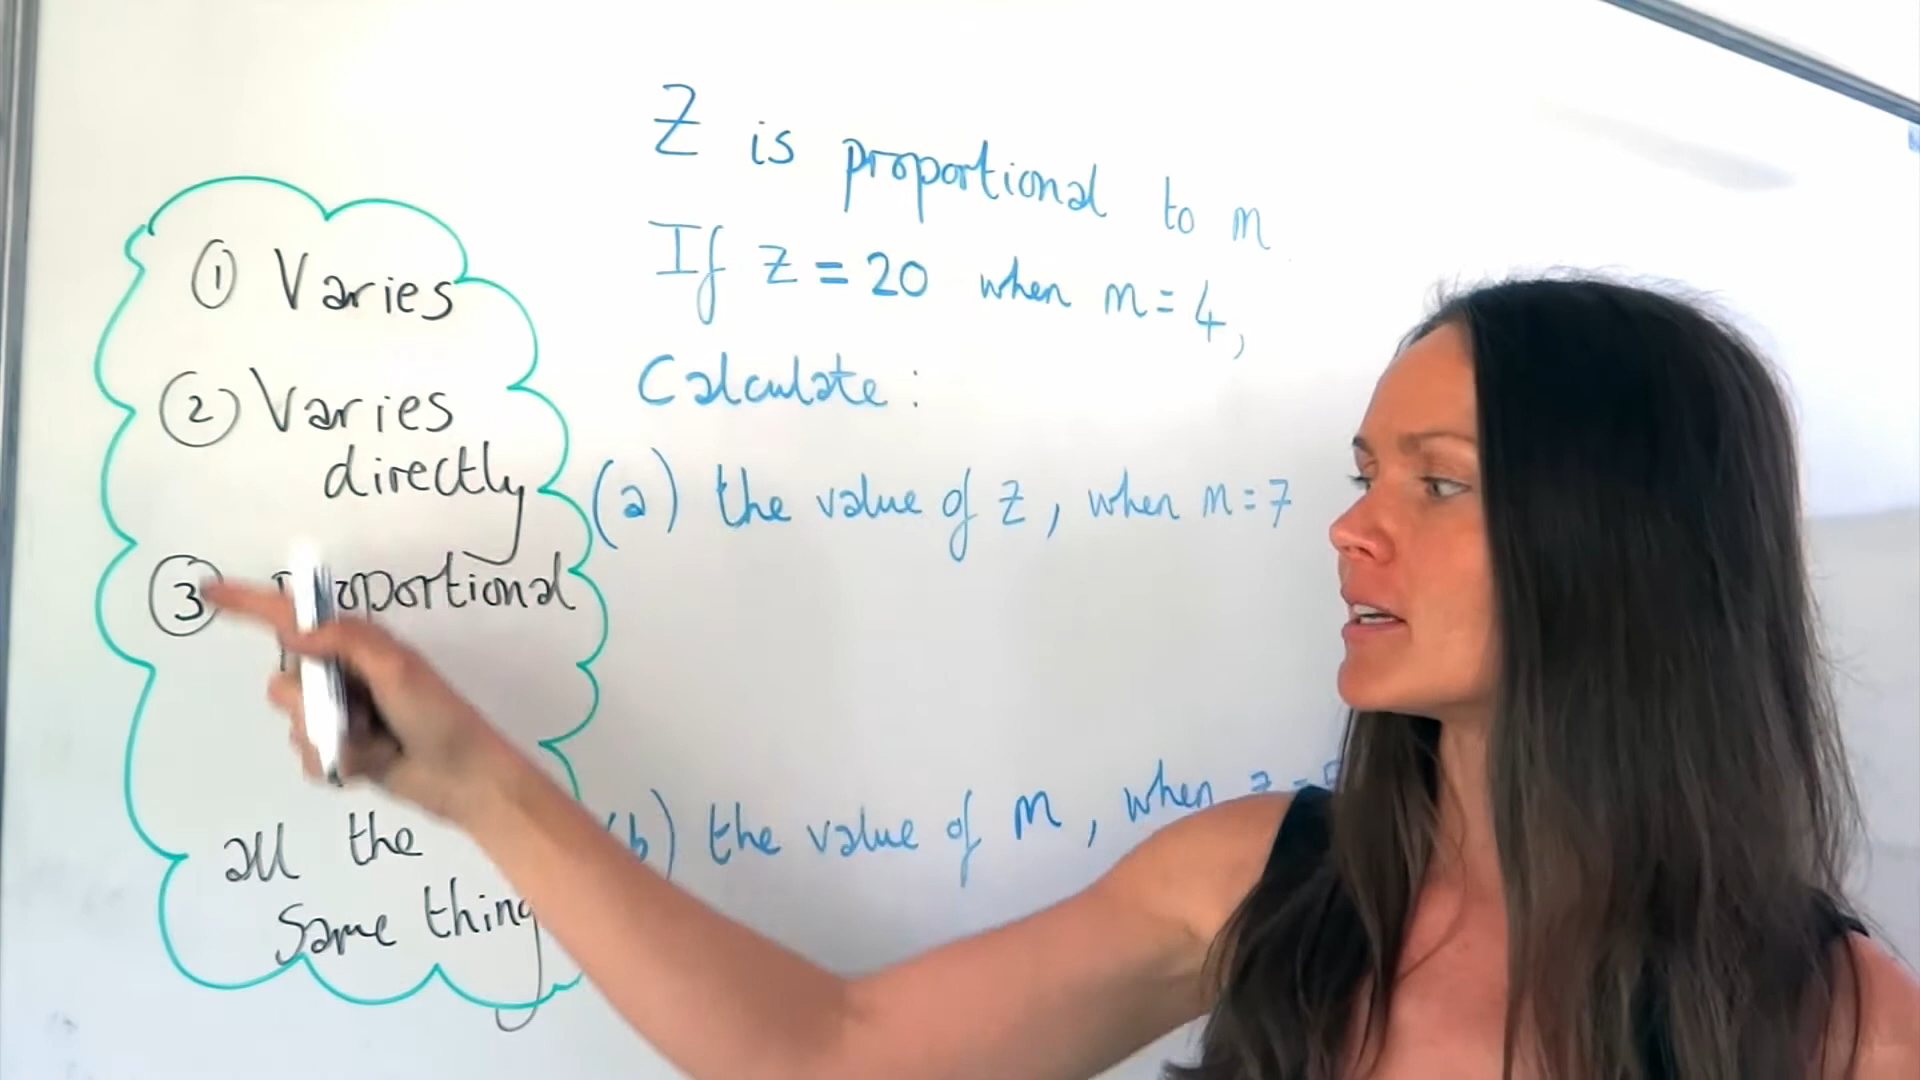 ① Varies
② Varies
directly
③ proportional
all the
same thing
Z is proportional to m
If z = 20 when m = 4,
Calculate:
(a) the value of z, when m = 7
(b) the value of m, when z =